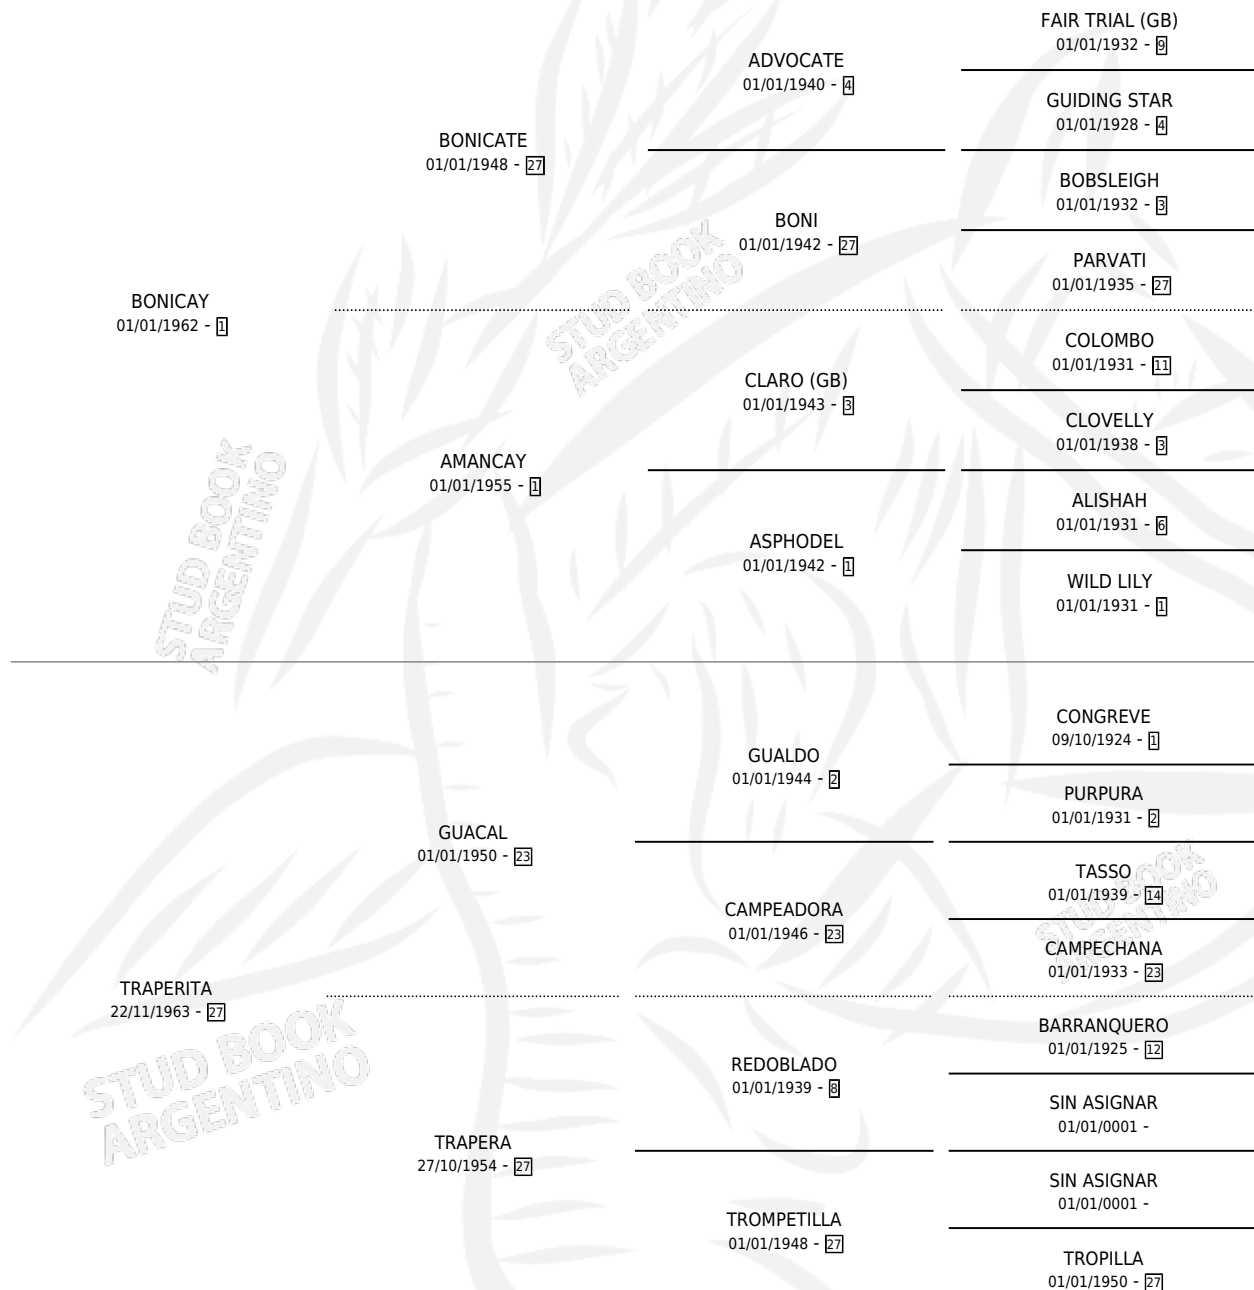 FAIR TRIAL (GB)
01/01/1932 - 9
ADVOCATE
01/01/1940 - 4
GUIDING STAR
01/01/1928 - 4
BONICATE
01/01/1948 - 27
BOBSLEIGH
01/01/1932 - 3
BONI
01/01/1942 - 27
PARVATI
01/01/1935 - 27
STUD BOOK
ARGENTINO
BONICAY
01/01/1962 - 1
COLOMBO
01/01/1931 - 11
CLARO (GB)
01/01/1943 - 3
CLOVELLY
01/01/1938 - 3
AMANCAY
01/01/1955 - 1
ALISHAH
01/01/1931 - 6
ASPHODEL
01/01/1942 - 1
WILD LILY
01/01/1931 - 1
STUD BOOK
ARGENTINO
CONGREVE
09/10/1924 - 1
GUALDO
01/01/1944 - 2
PURPURA
01/01/1931 - 2
GUACAL
01/01/1950 - 23
TASSO
01/01/1939 - 14
CAMPEADORA
01/01/1946 - 23
CAMPECHANA
01/01/1933 - 23
STUD BOOK
ARGENTINO
TRAPERITA
22/11/1963 - 27
BARRANQUERO
01/01/1925 - 12
REDOBLADO
01/01/1939 - 8
SIN ASIGNAR
01/01/0001 -
STUD BOOK
ARGENTINO
TRAPERA
27/10/1954 - 27
SIN ASIGNAR
01/01/0001 -
TROMPETILLA
01/01/1948 - 27
TROPILLA
01/01/1950 - 27